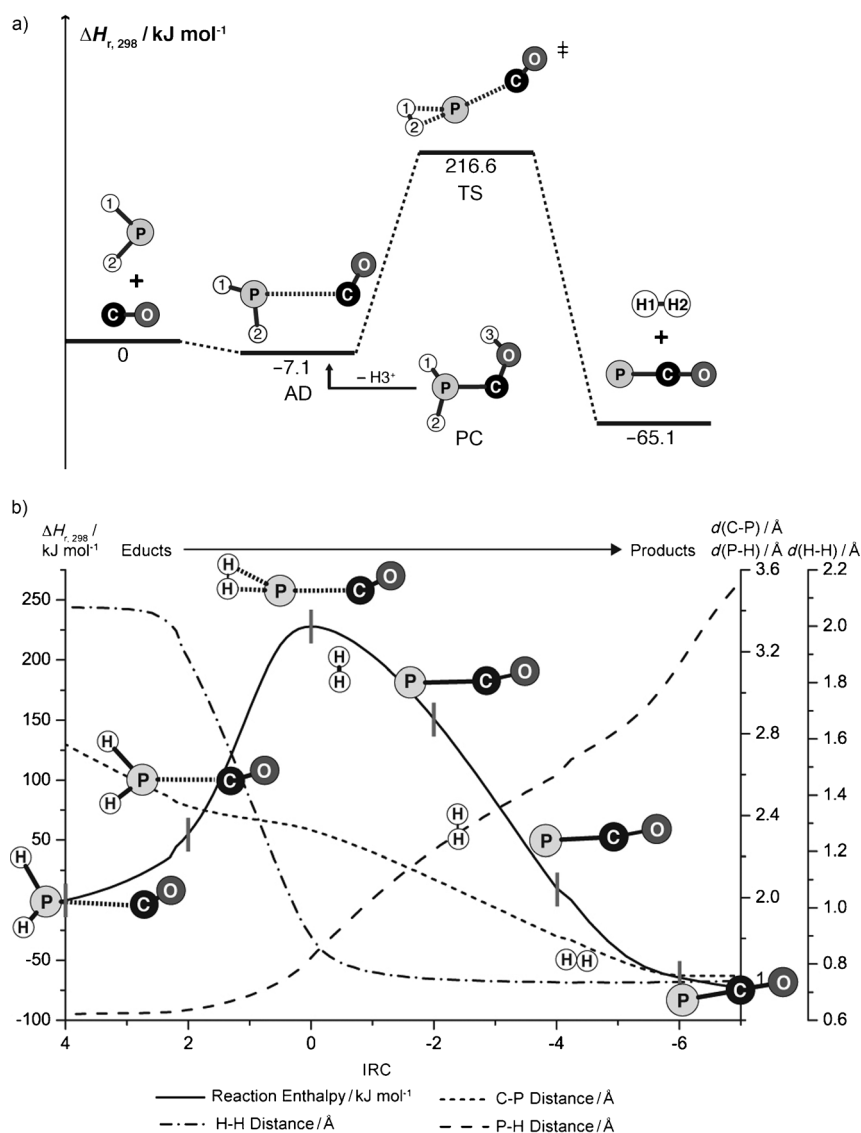 a)
ΔHr, 298 / kJ mol-1
O ‡
C
1
P
2
1
216.6
TS
P
2
O
+
1
P
C
H1 H2
C O
2
3
+
0
−7.1
1
O
P C O
AD
− H3+
P C
2
−65.1
PC
b)
ΔHr, 298 /
kJ mol-1
Educts
Products
d(C-P) / Å
d(P-H) / Å
d(H-H) / Å
250
200
150
100
50
0
-50
-100
H
H
P C O
H
H
P C O
H
P C O
H
H
H
P C O
H
P C O
H
H H
P C O
3.6
3.2
2.8
2.4
2.0
1
2.2
2.0
1.8
1.6
1.4
1.2
1.0
0.8
0.6
4 2 0 -2 -4 -6
IRC
Reaction Enthalpy / kJ mol-1
C-P Distance / Å
H-H Distance / Å
P-H Distance / Å